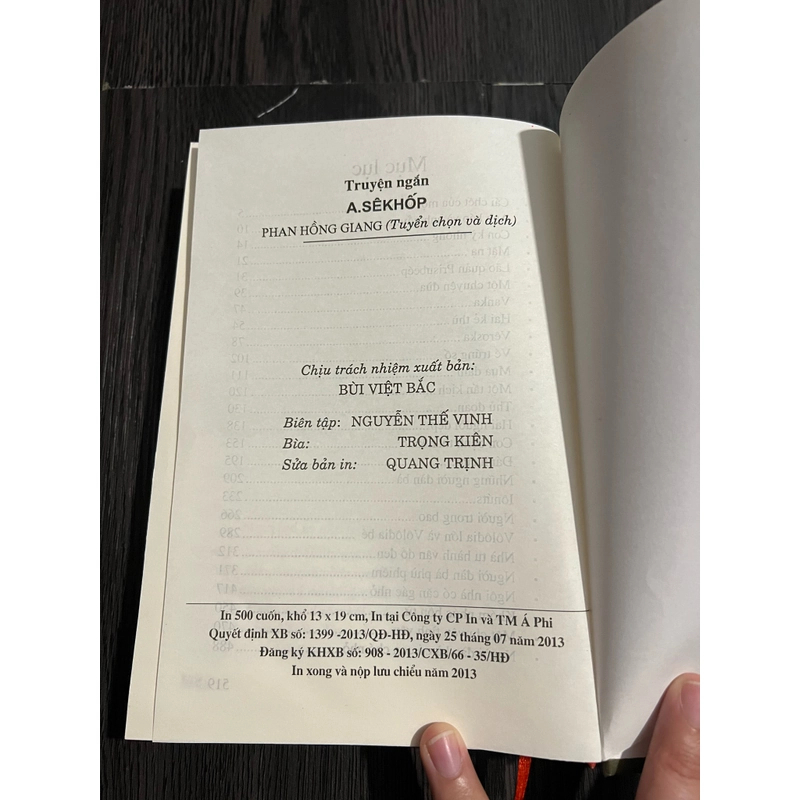 Truyện ngắn
A.SÊKHỐP
PHAN HỒNG GIANG (Tuyển chọn và dịch)
Chịu trách nhiệm xuất bản:
BÙI VIỆT BẮC
Biên tập: NGUYỄN THẾ VINH
Bìa: TRỌNG KIÊN
Sửa bản in: QUANG TRỊNH
In 500 cuốn, khổ 13 x 19 cm, In tại Công ty CP In và TM Á Phi
Quyết định XB số: 1399 -2013/QĐ-HĐ, ngày 25 tháng 07 năm 2013
Đăng ký KHXB số: 908 - 2013/CXB/66 - 35/HĐ
In xong và nộp lưu chiểu năm 2013